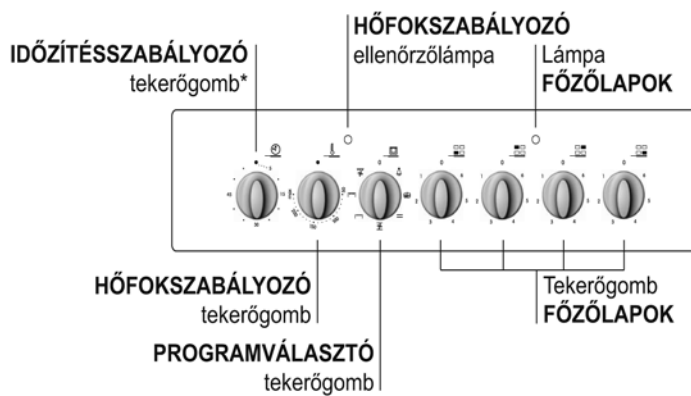 HŐFOKSZABÁLYOZÓ
ellenőrzőlámpa
IDŐZÍTÉSSZABÁLYOZÓ
tekerőgomb*
Lámpa
FŐZŐLAPOK
HŐFOKSZABÁLYOZÓ
tekerőgomb
Tekerőgomb
FŐZŐLAPOK
PROGRAMVÁLASZTÓ
tekerőgomb